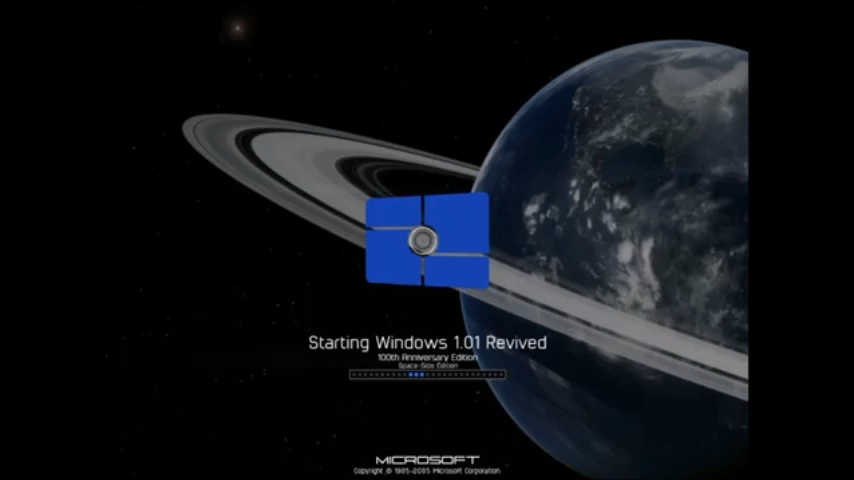 Starting Windows 1.01 Revived
100th Anniversary Edition
Space-Side Edition
MICROSOFT
Copyright © 1985-2085 Microsoft Corporation